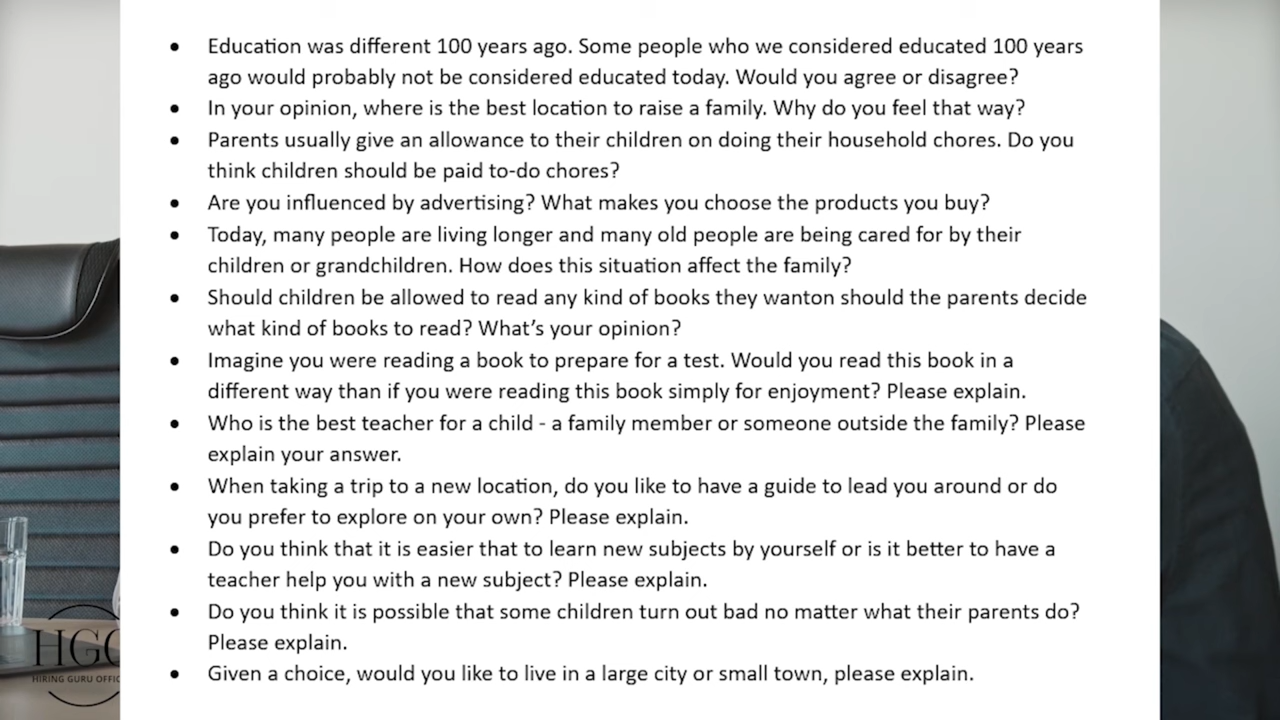 • Education was different 100 years ago. Some people who we considered educated 100 years
ago would probably not be considered educated today. Would you agree or disagree?
• In your opinion, where is the best location to raise a family. Why do you feel that way?
• Parents usually give an allowance to their children on doing their household chores. Do you
think children should be paid to-do chores?
• Are you influenced by advertising? What makes you choose the products you buy?
• Today, many people are living longer and many old people are being cared for by their
children or grandchildren. How does this situation affect the family?
• Should children be allowed to read any kind of books they wanton should the parents decide
what kind of books to read? What’s your opinion?
• Imagine you were reading a book to prepare for a test. Would you read this book in a
different way than if you were reading this book simply for enjoyment? Please explain.
• Who is the best teacher for a child - a family member or someone outside the family? Please
explain your answer.
• When taking a trip to a new location, do you like to have a guide to lead you around or do
you prefer to explore on your own? Please explain.
• Do you think that it is easier that to learn new subjects by yourself or is it better to have a
teacher help you with a new subject? Please explain.
• Do you think it is possible that some children turn out bad no matter what their parents do?
Please explain.
• Given a choice, would you like to live in a large city or small town, please explain.
HGO
HIRING GURU OFFIC